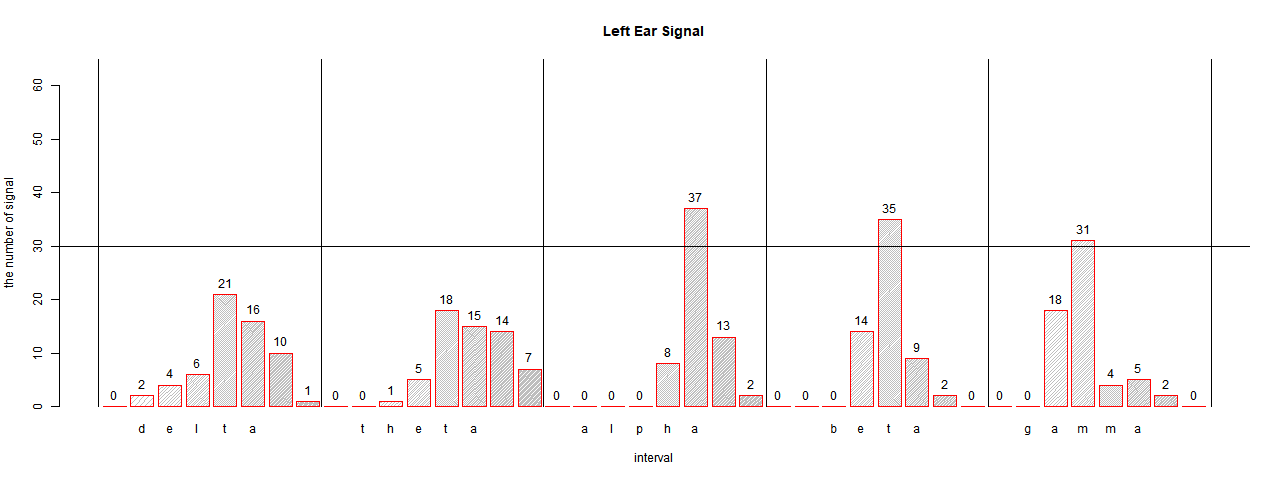 Left Ear Signal
the number of signal
60
50
40
30
20
10
0
0 2 4 6 21 16 10 1 0 0 1 5 18 15 14 7 0 0 0 0 8 37 13 2 0 0 0 14 35 9 2 0 0 0 18 31 4 5 2 0
d e l t a t h e t a a l p h a b e t a g a m m a
interval